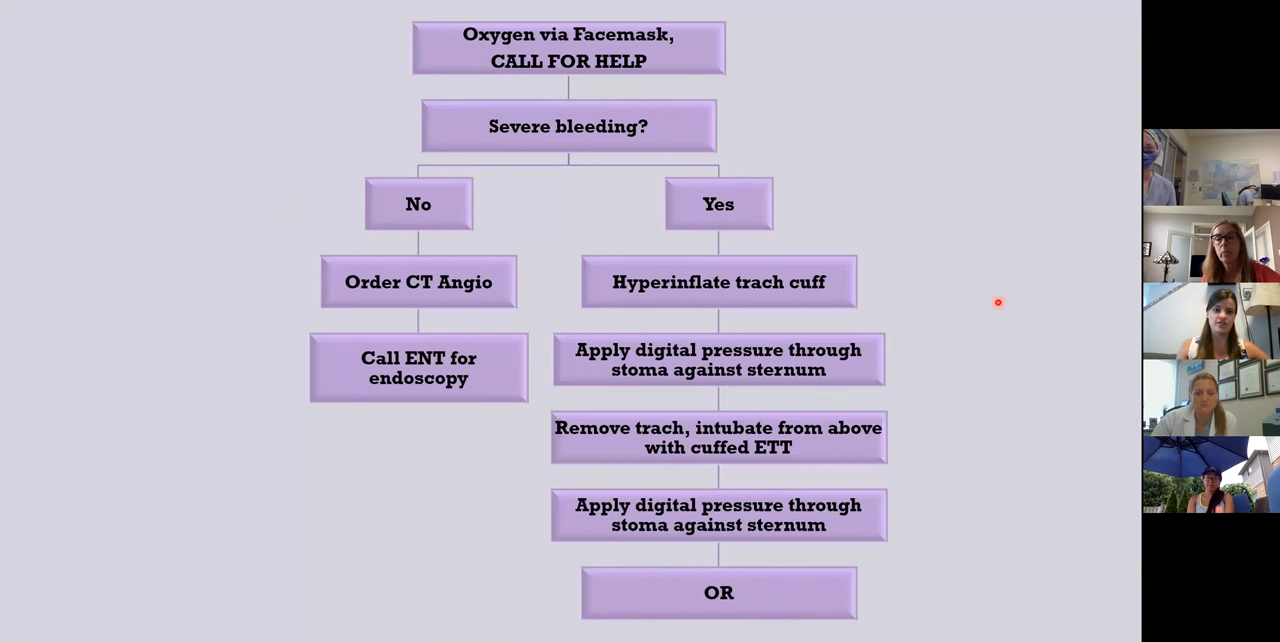 Oxygen via Facemask,
CALL FOR HELP
Severe bleeding?
No
Yes
Order CT Angio
Hyperinflate trach cuff
Call ENT for
endoscopy
Apply digital pressure through
stoma against sternum
Remove trach, intubate from above
with cuffed ETT
Apply digital pressure through
stoma against sternum
OR